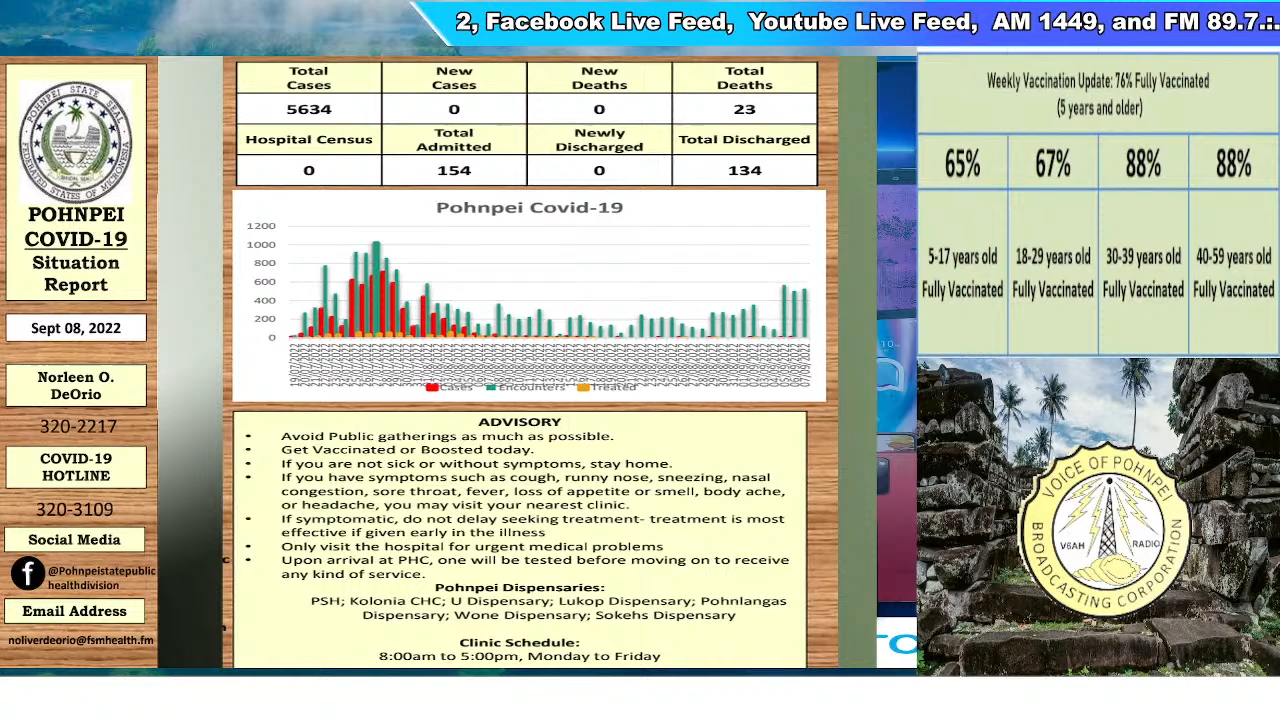 2, Facebook Live Feed, Youtube Live Feed, AM 1449, and FM 89.7.::
POHNPEI STATE SEAL
FEDERATED STATES OF MICRONESIA
POHNPEI
COVID-19
Situation
Report
Sept 08, 2022
Norleen O.
DeOrio
320-2217
COVID-19
HOTLINE
320-3109
Social Media
@Pohnpeistatepublic
healthdivision
Email Address
noliverdeorio@fsmhealth.fm
Total Cases New Cases New Deaths Total Deaths
5634 0 0 23
Hospital Census Total Admitted Newly Discharged Total Discharged
0 154 0 134
Pohnpei Covid-19
1200
1000
800
600
400
200
0
Cases Encounters Treated
ADVISORY
• Avoid Public gatherings as much as possible.
• Get Vaccinated or Boosted today.
• If you are not sick or without symptoms, stay home.
• If you have symptoms such as cough, runny nose, sneezing, nasal
congestion, sore throat, fever, loss of appetite or smell, body ache,
or headache, you may visit your nearest clinic.
• If symptomatic, do not delay seeking treatment- treatment is most
effective if given early in the illness
• Only visit the hospital for urgent medical problems
• Upon arrival at PHC, one will be tested before moving on to receive
any kind of service.
Pohnpei Dispensaries:
PSH; Kolonia CHC; U Dispensary; Lukop Dispensary; Pohnlangas
Dispensary; Wone Dispensary; Sokehs Dispensary
Clinic Schedule:
8:00am to 5:00pm, Monday to Friday
Weekly Vaccination Update: 76% Fully Vaccinated
(5 years and older)
65% 67% 88% 88%
5-17 years old 18-29 years old 30-39 years old 40-59 years old
Fully Vaccinated Fully Vaccinated Fully Vaccinated Fully Vaccinated
VOICE OF POHNPEI
V6AH RADIO
BROADCASTING CORPORATION